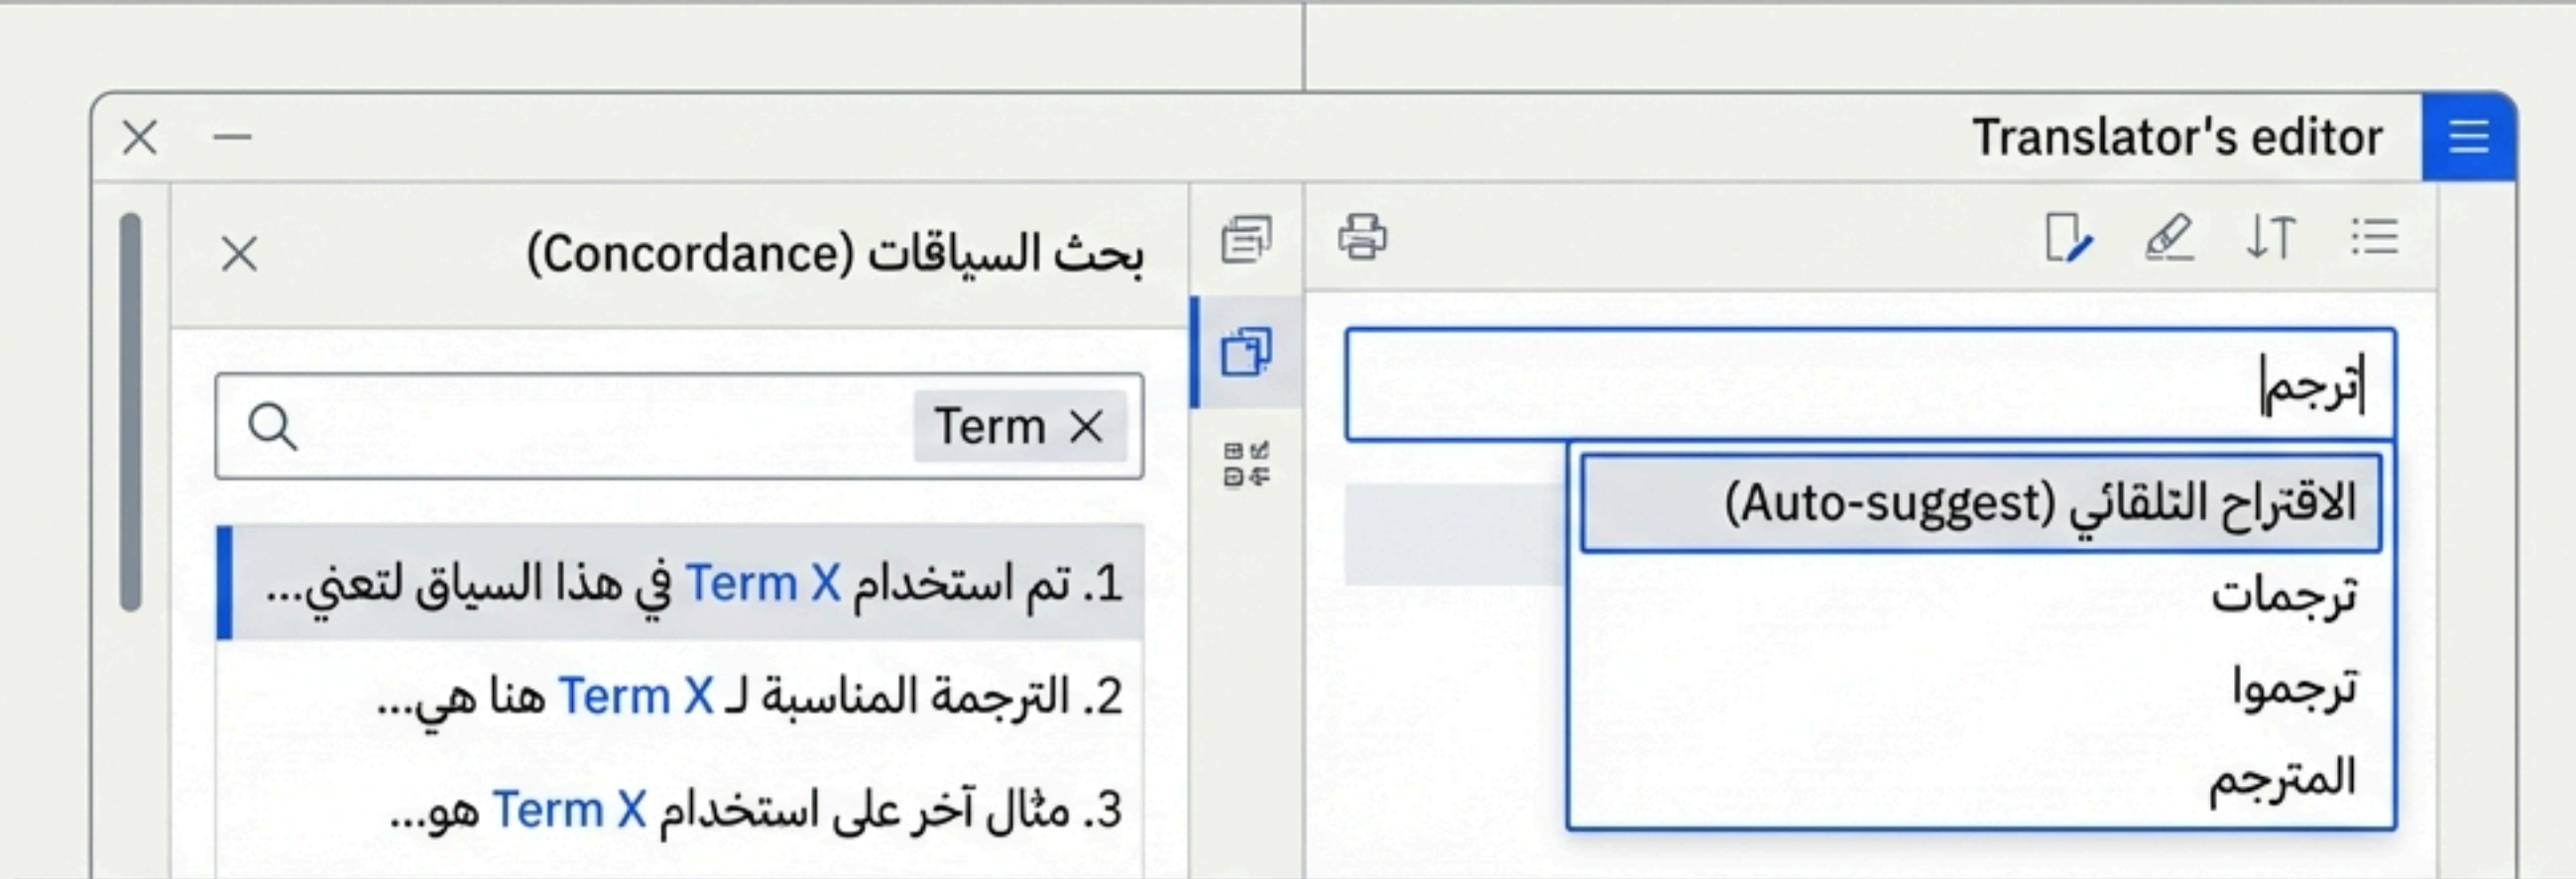 Translator's editor
ترجم
الاقتراح التلقائي (Auto-suggest)
ترجمات
ترجموا
المترجم
بحث السياقات (Concordance)
Term
1. تم استخدام Term X في هذا السياق لتعني...
2. الترجمة المناسبة لـ Term X هنا هي...
3. مثال آخر على استخدام Term X هو...